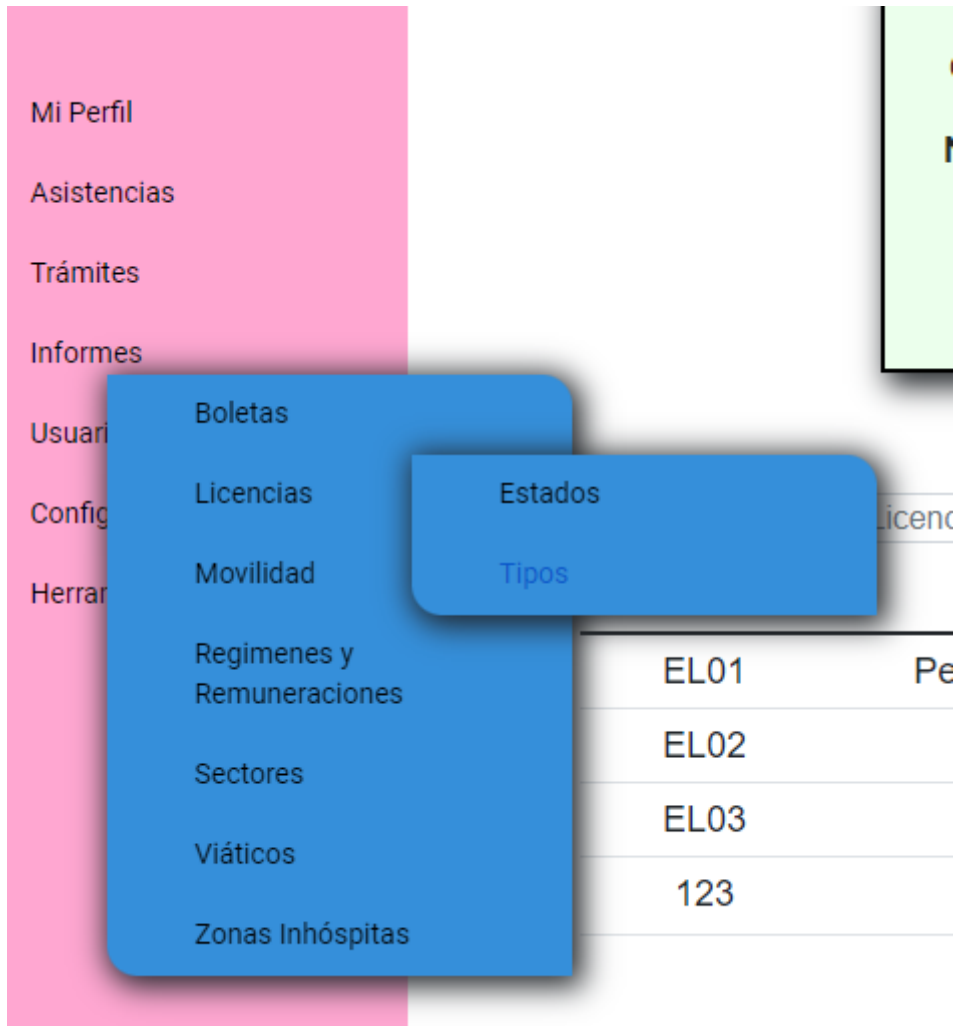 Mi Perfil
Asistencias
Trámites
Informes
Boletas
Licencias
Movilidad
Regimenes y
Remuneraciones
Sectores
Viáticos
Zonas Inhóspitas
Estados
Tipos
EL01
EL02
EL03
123